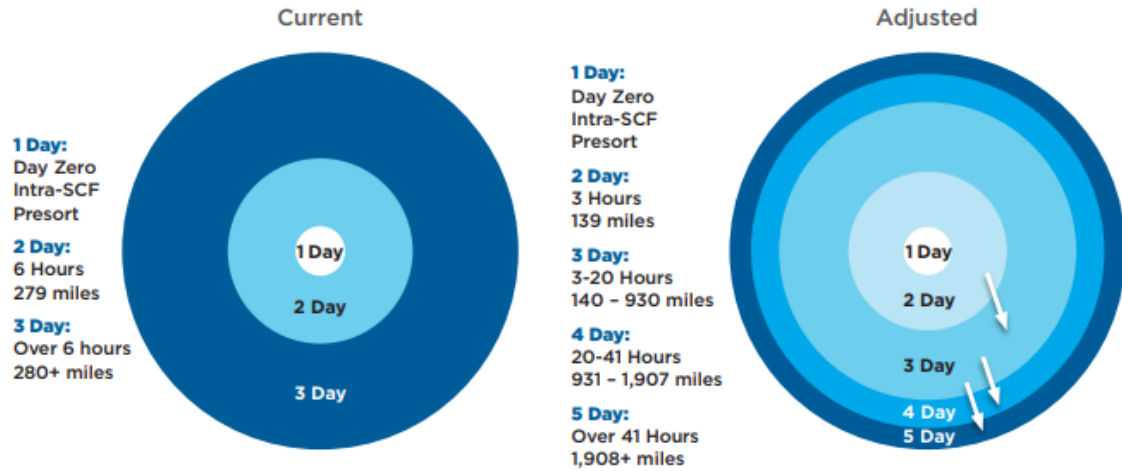 Current
1 Day:
Day Zero
Intra-SCF
Presort
2 Day:
6 Hours
279 miles
3 Day:
Over 6 hours
280+ miles
1 Day
2 Day
3 Day
Adjusted
1 Day:
Day Zero
Intra-SCF
Presort
2 Day:
3 Hours
139 miles
3 Day:
3-20 Hours
140 – 930 miles
4 Day:
20-41 Hours
931 – 1,907 miles
5 Day:
Over 41 Hours
1,908+ miles
1 Day
2 Day
3 Day
4 Day
5 Day